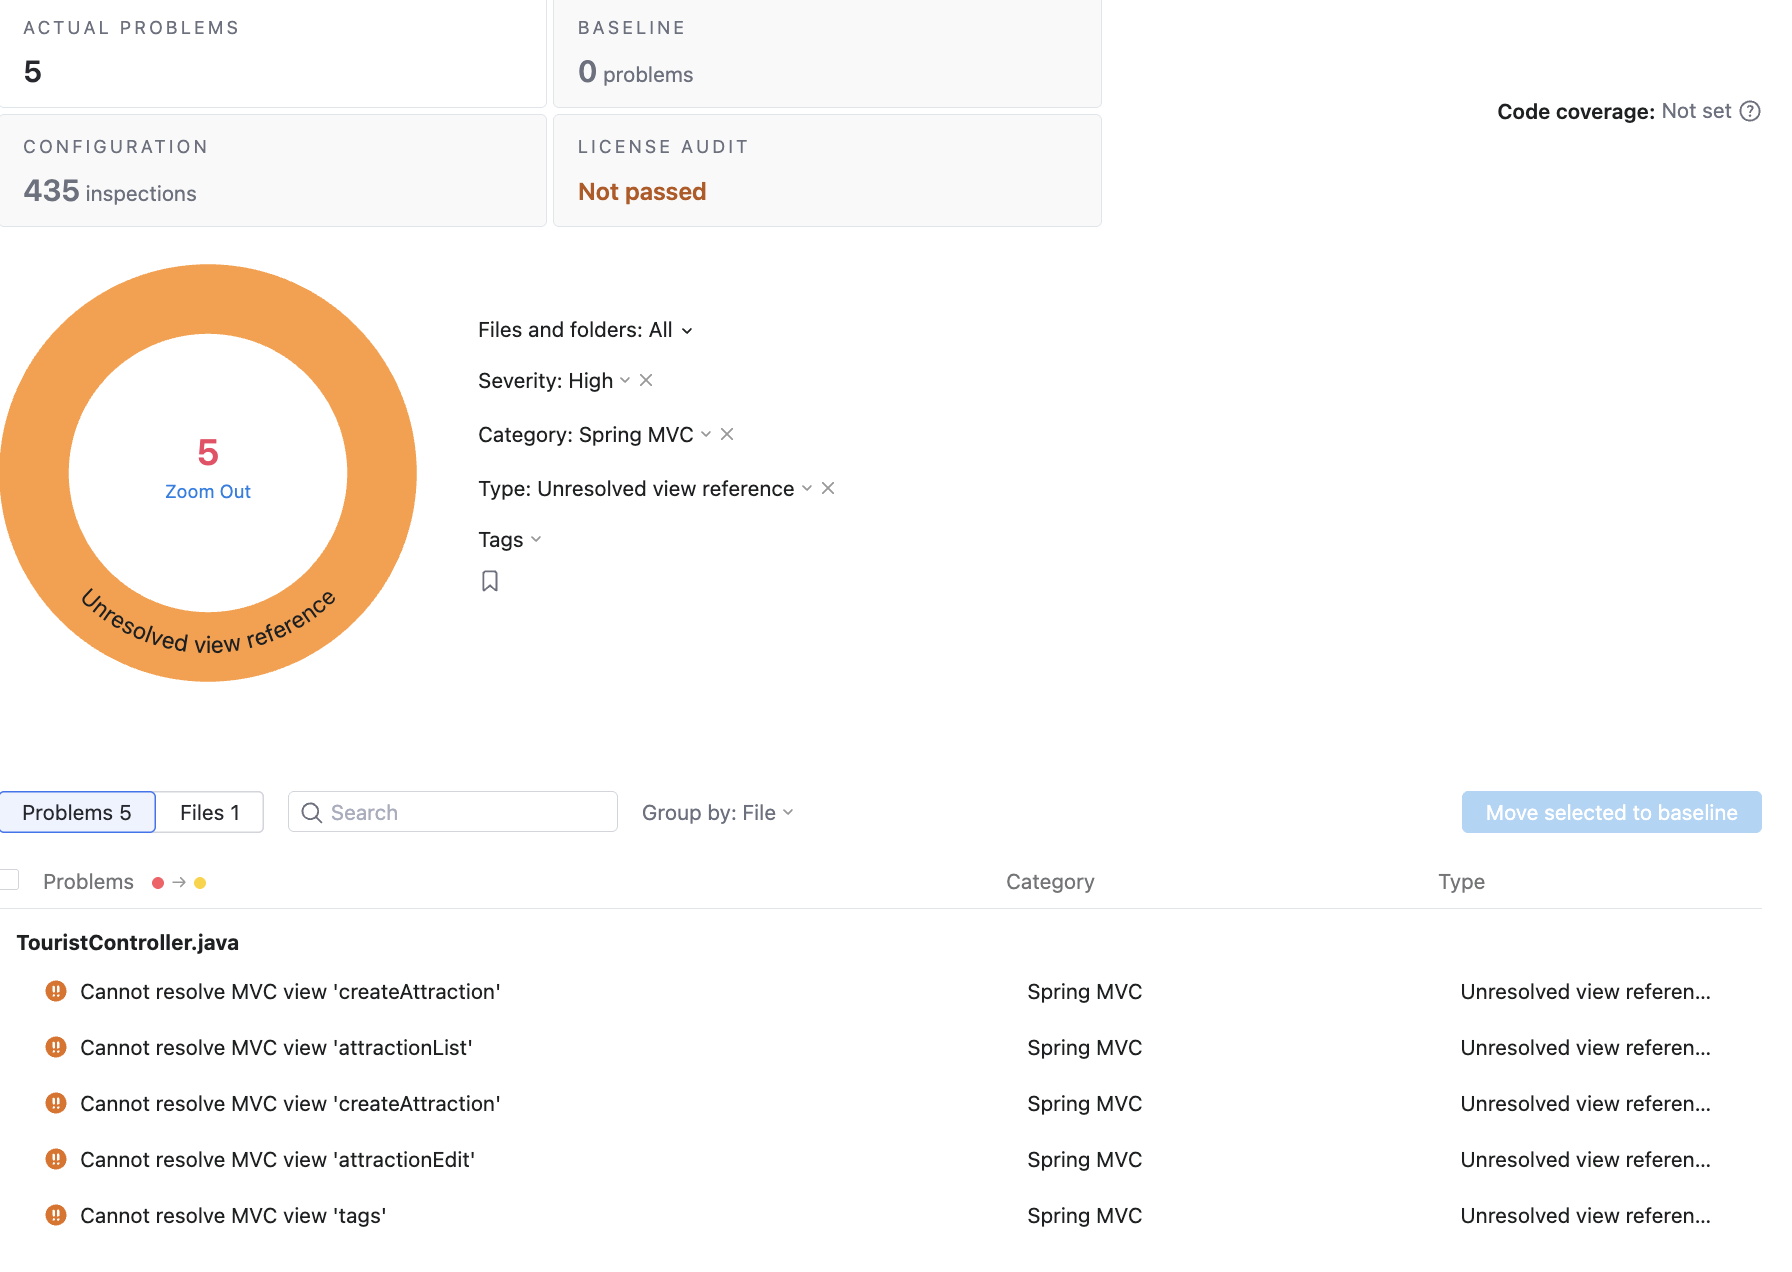 ACTUAL PROBLEMS
5
BASELINE
0 problems
Code coverage: Not set
CONFIGURATION
435 inspections
LICENSE AUDIT
Not passed
5
Zoom Out
Unresolved view reference
Files and folders: All
Severity: High
Category: Spring MVC
Type: Unresolved view reference
Tags
Problems 5
Files 1
Search
Group by: File
Move selected to baseline
Problems
Category
Type
TouristController.java
Cannot resolve MVC view 'createAttraction' Spring MVC Unresolved view referen...
Cannot resolve MVC view 'attractionList' Spring MVC Unresolved view referen...
Cannot resolve MVC view 'createAttraction' Spring MVC Unresolved view referen...
Cannot resolve MVC view 'attractionEdit' Spring MVC Unresolved view referen...
Cannot resolve MVC view 'tags' Spring MVC Unresolved view referen...